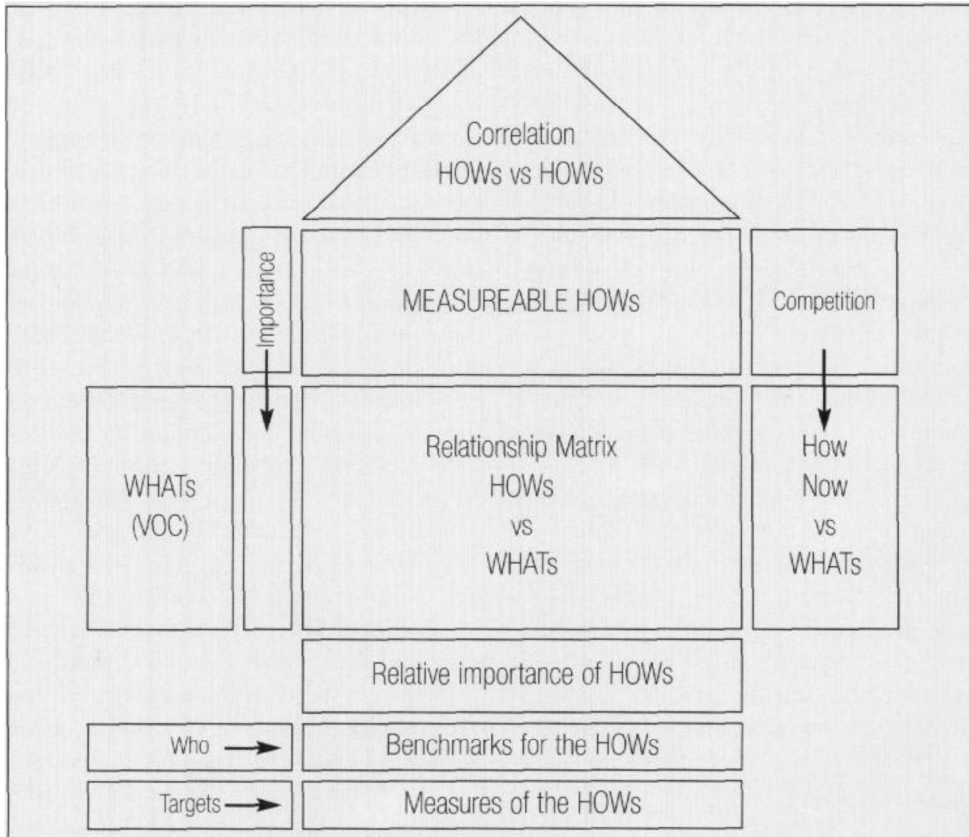 Correlation
HOWs vs HOWs
Importance
MEASUREABLE HOWs
Competition
WHATs
(VOC)
Relationship Matrix
HOWs
vs
WHATs
How
Now
vs
WHATs
Relative importance of HOWs
Who
Benchmarks for the HOWs
Targets
Measures of the HOWs